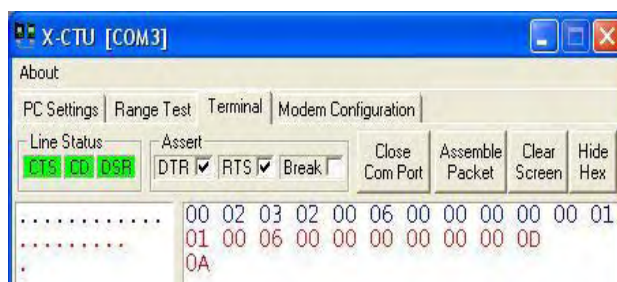 X-CTU [COM3]
About
PC Settings Range Test Terminal Modem Configuration
Line Status Assert
CTS CD DSR DTR RTS Break
Close Com Port
Assemble Packet
Clear Screen
Hide Hex
............ 00 02 03 02 00 06 00 00 00 00 00 01
......... 01 00 06 00 00 00 00 00 0D
. 0A